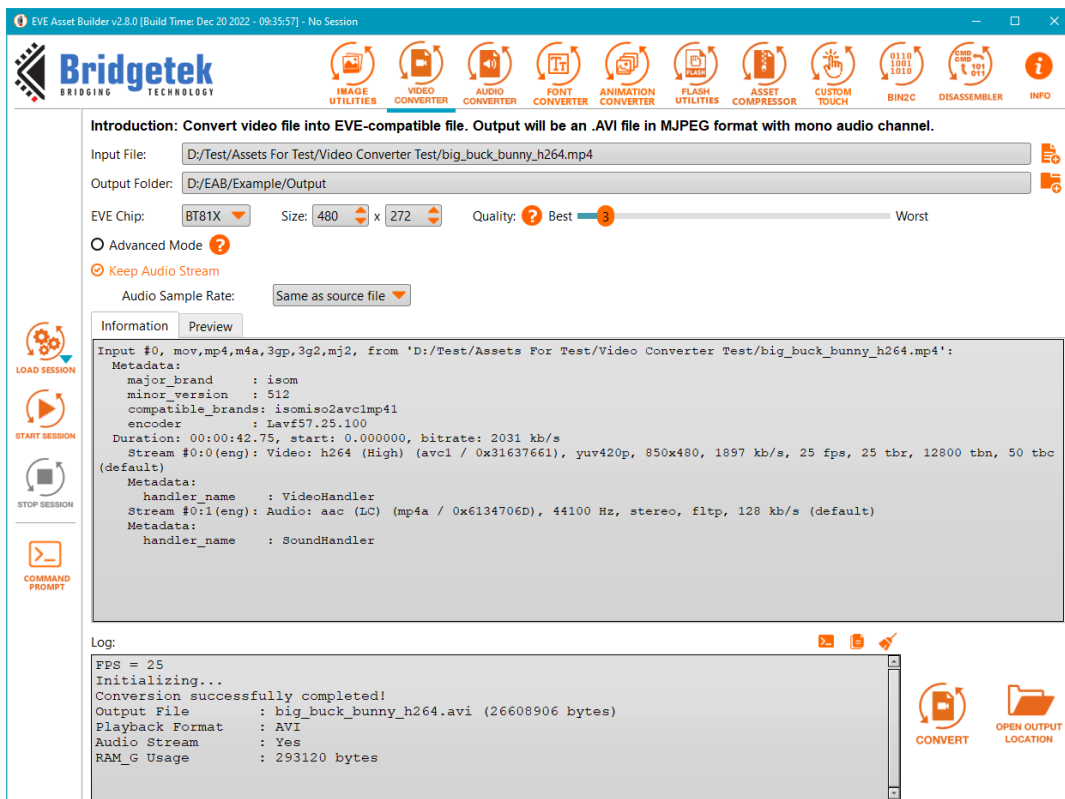 EVE Asset Builder v2.8.0 [Build Time: Dec 20 2022 - 09:35:57] - No Session
Bridgetek
BRIDGING TECHNOLOGY
IMAGE UTILITIES
VIDEO CONVERTER
AUDIO CONVERTER
FONT CONVERTER
ANIMATION CONVERTER
FLASH UTILITIES
ASSET COMPRESSOR
CUSTOM TOUCH
BIN2C
DISASSEMBLER
INFO
Introduction: Convert video file into EVE-compatible file. Output will be an .AVI file in MJPEG format with mono audio channel.
Input File: D:/Test/Assets For Test/Video Converter Test/big_buck_bunny_h264.mp4
Output Folder: D:/EAB/Example/Output
EVE Chip: BT81X Size: 480 x 272 Quality: ? Best 3 Worst
Advanced Mode ?
Keep Audio Stream
Audio Sample Rate: Same as source file
Information Preview
Input #0, mov,mp4,m4a,3gp,3g2,mj2, from 'D:/Test/Assets For Test/Video Converter Test/big_buck_bunny_h264.mp4':
Metadata:
major_brand : isom
minor_version : 512
compatible_brands: isomiso2avc1mp41
encoder : Lavf57.25.100
Duration: 00:00:42.75, start: 0.000000, bitrate: 2031 kb/s
Stream #0:0(eng): Video: h264 (High) (avc1 / 0x31637661), yuv420p, 850x480, 1897 kb/s, 25 fps, 25 tbr, 12800 tbn, 50 tbc
(default)
Metadata:
handler_name : VideoHandler
Stream #0:1(eng): Audio: aac (LC) (mp4a / 0x6134706D), 44100 Hz, stereo, fltp, 128 kb/s (default)
Metadata:
handler_name : SoundHandler
LOAD SESSION
START SESSION
STOP SESSION
COMMAND
PROMPT
Log:
FPS = 25
Initializing...
Conversion successfully completed!
Output File : big_buck_bunny_h264.avi (26608906 bytes)
Playback Format : AVI
Audio Stream : Yes
RAM_G Usage : 293120 bytes
CONVERT
OPEN OUTPUT
LOCATION